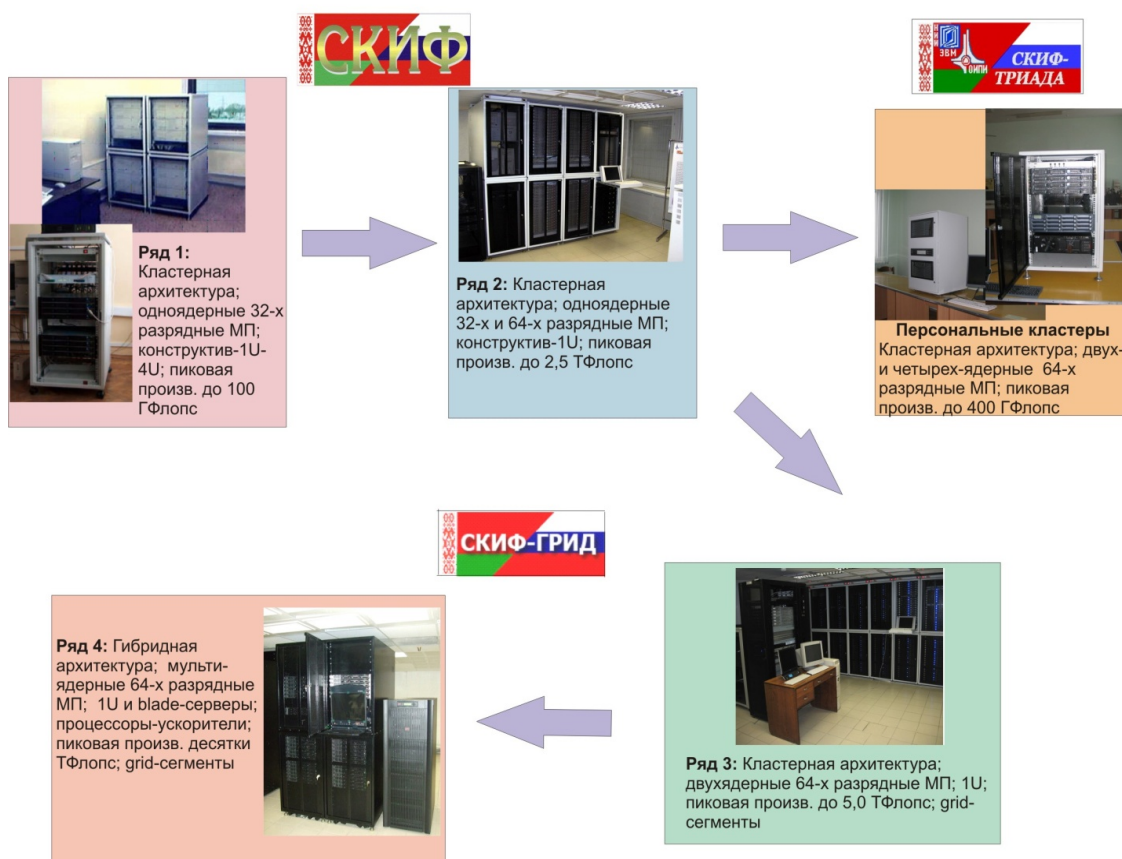 СКИФ
НИИ
ЭВМ
ОИПИ
СКИФ-
ТРИАДА
Ряд 1:
Кластерная
архитектура;
одноядерные 32-х
разрядные МП;
конструктив-1U-
4U; пиковая
произв. до 100
ГФлопс
Ряд 2: Кластерная
архитектура; одноядерные
32-х и 64-х разрядные МП;
конструктив-1U; пиковая
произв. до 2,5 ТФлопс
Персональные кластеры
Кластерная архитектура; двух-
и четырех-ядерные 64-х
разрядные МП; пиковая
произв. до 400 ГФлопс
СКИФ-ГРИД
Ряд 4: Гибридная
архитектура; мульти-
ядерные 64-х разрядные
МП; 1U и blade-серверы;
процессоры-ускорители;
пиковая произв. десятки
ТФлопс; grid-сегменты
Ряд 3: Кластерная архитектура;
двухядерные 64-х разрядные МП; 1U;
пиковая произв. до 5,0 ТФлопс; grid-
сегменты